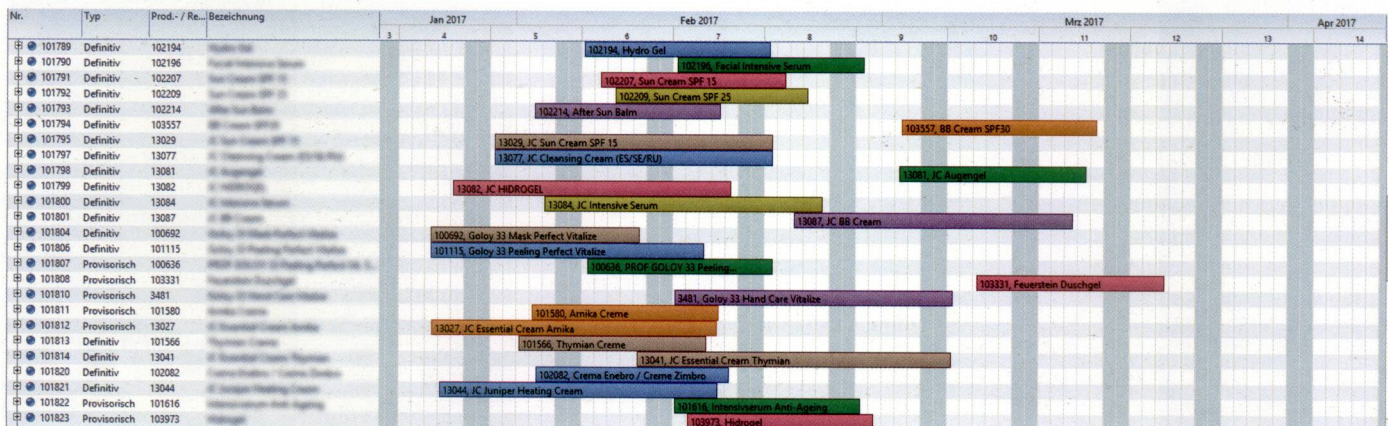 Nr. Typ Prod.- / Re... Bezeichnung Jan 2017 Feb 2017 Mrz 2017 Apr 2017
3 4 5 6 7 8 9 10 11 12 13 14
101789 Definitiv 102194 102194, Hydro Gel
101790 Definitiv 102196 102196, Facial Intensive Serum
101791 Definitiv 102207 102207, Sun Cream SPF 15
101792 Definitiv 102209 102209, Sun Cream SPF 25
101793 Definitiv 102214 102214, After Sun Balm
101794 Definitiv 103557 103557, BB Cream SPF30
101795 Definitiv 13029 13029, JC Sun Cream SPF 15
101797 Definitiv 13077 13077, JC Cleansing Cream (ES/SE/RU)
101798 Definitiv 13081 13081, JC Augengel
101799 Definitiv 13082 13082, JC HIDROGEL
101800 Definitiv 13084 13084, JC Intensive Serum
101801 Definitiv 13087 13087, JC BB Cream
101804 Definitiv 100692 100692, Goloy 33 Mask Perfect Vitalize
101806 Definitiv 101115 101115, Goloy 33 Peeling Perfect Vitalize
101807 Provisorisch 100636 100636, PROF GOLOY 33 Peeling...
101808 Provisorisch 103331 103331, Feuerstein Duschgel
101810 Provisorisch 3481 3481, Goloy 33 Hand Care Vitalize
101811 Provisorisch 101580 101580, Arnika Creme
101812 Provisorisch 13027 13027, JC Essential Cream Arnika
101813 Definitiv 101566 101566, Thymian Creme
101814 Definitiv 13041 13041, JC Essential Cream Thymian
101820 Definitiv 102082 102082, Crema Enebro / Creme Zimbro
101821 Definitiv 13044 13044, JC Juniper Heating Cream
101822 Provisorisch 101616 101616, Intensivserum Anti-Ageing
101823 Provisorisch 103973 103973, Hidrogel